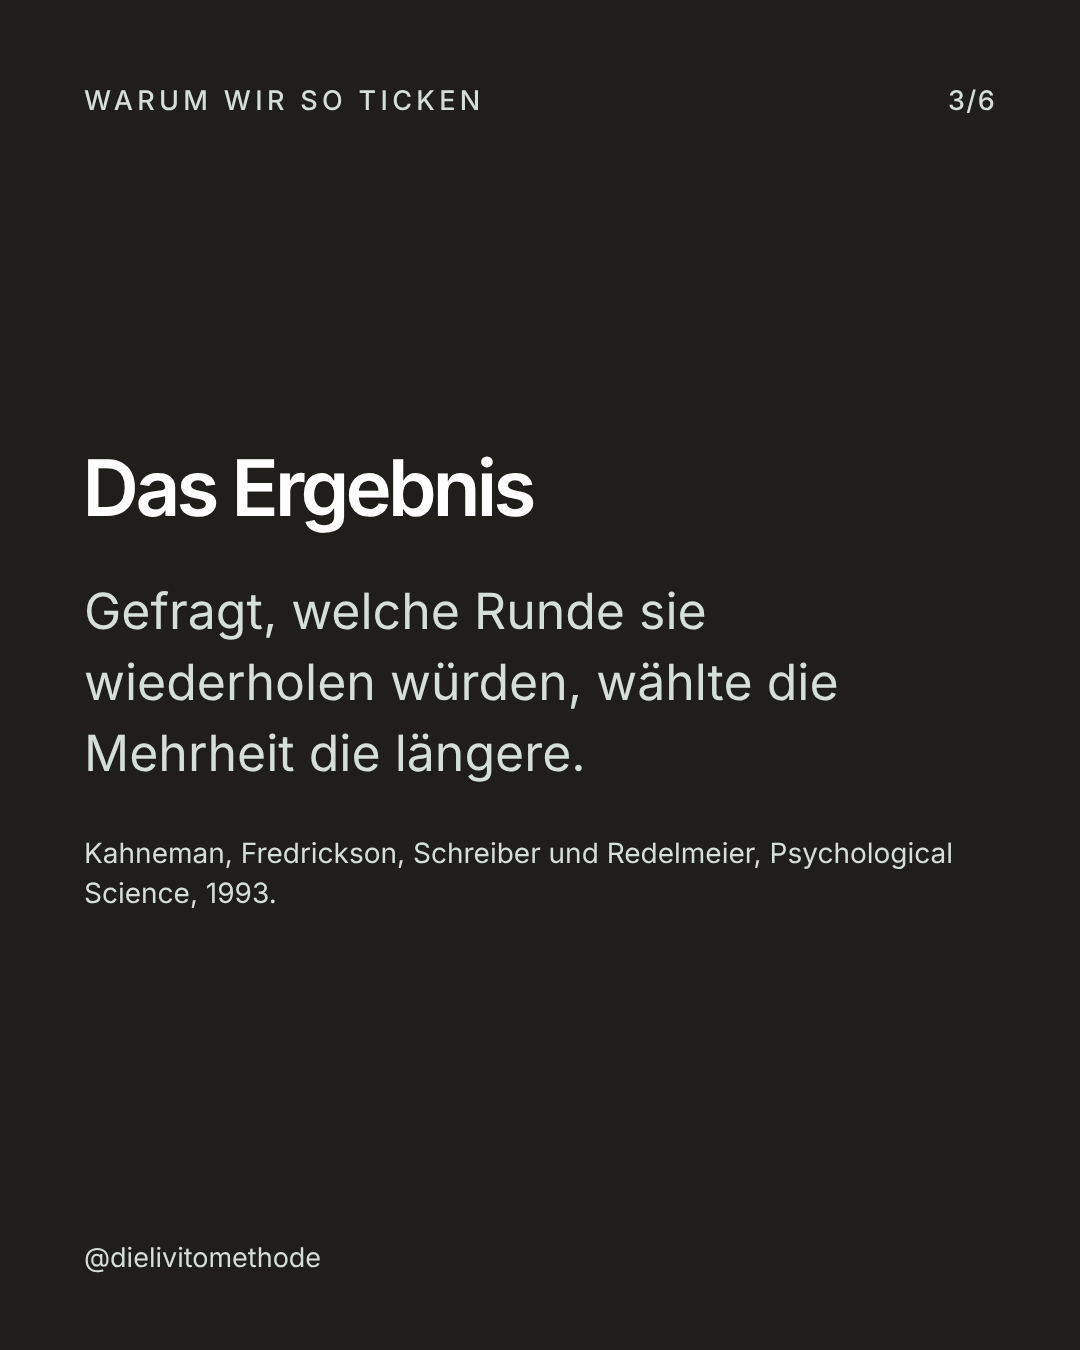 WARUM WIR SO TICKEN
3/6
Das Ergebnis
Gefragt, welche Runde sie
wiederholen würden, wählte die
Mehrheit die längere.
Kahneman, Fredrickson, Schreiber und Redelmeier, Psychological
Science, 1993.
@dielivitomethode